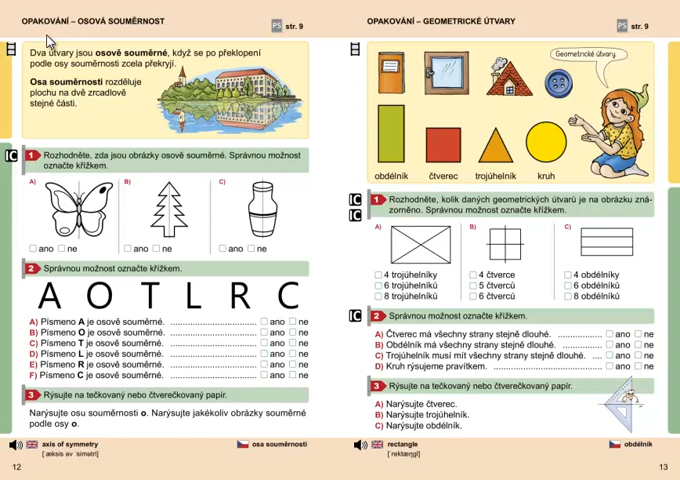 OPAKOVÁNÍ – OSOVÁ SOUMĚRNOST
PS str. 9
Dva útvary jsou osově souměrné, když se po překlopení
podle osy souměrnosti zcela překryjí.
Osa souměrnosti rozděluje
plochu na dvě zrcadlově
stejné části.
1 Rozhodněte, zda jsou obrázky osově souměrné. Správnou možnost
označte křížkem.
A) B) C)
ano ne ano ne ano ne
2 Správnou možnost označte křížkem.
A O T L R C
A) Písmeno A je osově souměrné. ano ne
B) Písmeno O je osově souměrné. ano ne
C) Písmeno T je osově souměrné. ano ne
D) Písmeno L je osově souměrné. ano ne
E) Písmeno R je osově souměrné. ano ne
F) Písmeno C je osově souměrné. ano ne
3 Rýsujte na tečkovaný nebo čtverečkovaný papír.
Narýsujte osu souměrnosti o. Narýsujte jakékoliv obrázky souměrné
podle osy o.
axis of symmetry
[ˈæksis əv ˈsimətri]
osa souměrnosti
12
OPAKOVÁNÍ – GEOMETRICKÉ ÚTVARY
PS str. 9
Geometrické útvary
obdélník čtverec trojúhelník kruh
1 Rozhodněte, kolik daných geometrických útvarů je na obrázku zná-
zorněno. Správnou možnost označte křížkem.
A) B) C)
4 trojúhelníky 4 čtverce 4 obdélníky
6 trojúhelníků 5 čtverců 6 obdélníků
8 trojúhelníků 6 čtverců 8 obdélníků
2 Správnou možnost označte křížkem.
A) Čtverec má všechny strany stejně dlouhé. ano ne
B) Obdélník má všechny strany stejně dlouhé. ano ne
C) Trojúhelník musí mít všechny strany stejně dlouhé. ano ne
D) Kruh rýsujeme pravítkem. ano ne
3 Rýsujte na tečkovaný nebo čtverečkovaný papír.
A) Narýsujte čtverec.
B) Narýsujte trojúhelník.
C) Narýsujte obdélník.
rectangle
[ˈrektæŋgl]
obdélník
13